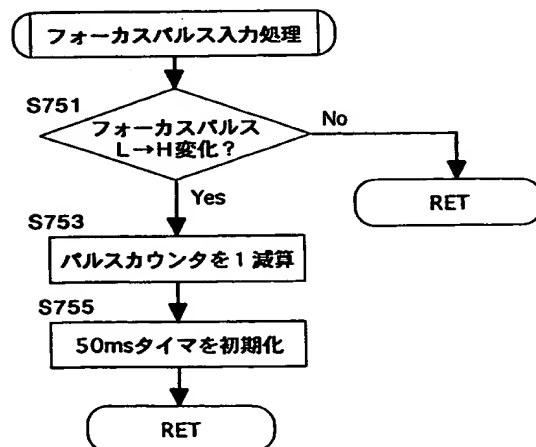 フォーカスパルス入力処理
S751
フォーカスパルス
L→H変化？
No
RET
Yes
S753
パルスカウンタを1減算
S755
50msタイマを初期化
RET